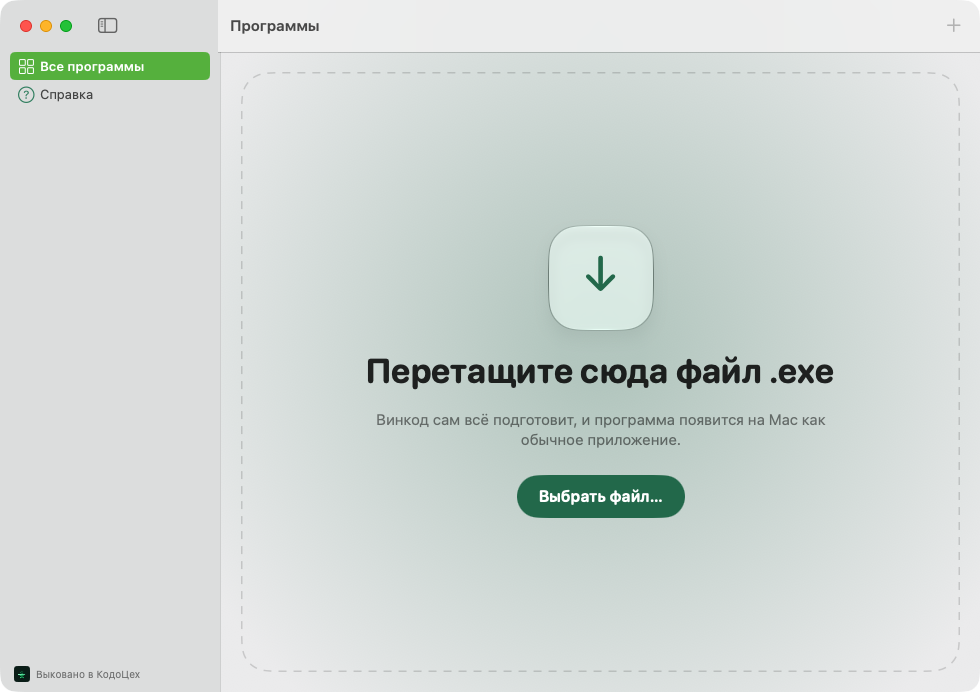 Программы
Все программы
Справка
Перетащите сюда файл .exe
Винкод сам всё подготовит, и программа появится на Mac как
обычное приложение.
Выбрать файл...
Выковано в КодоЦех